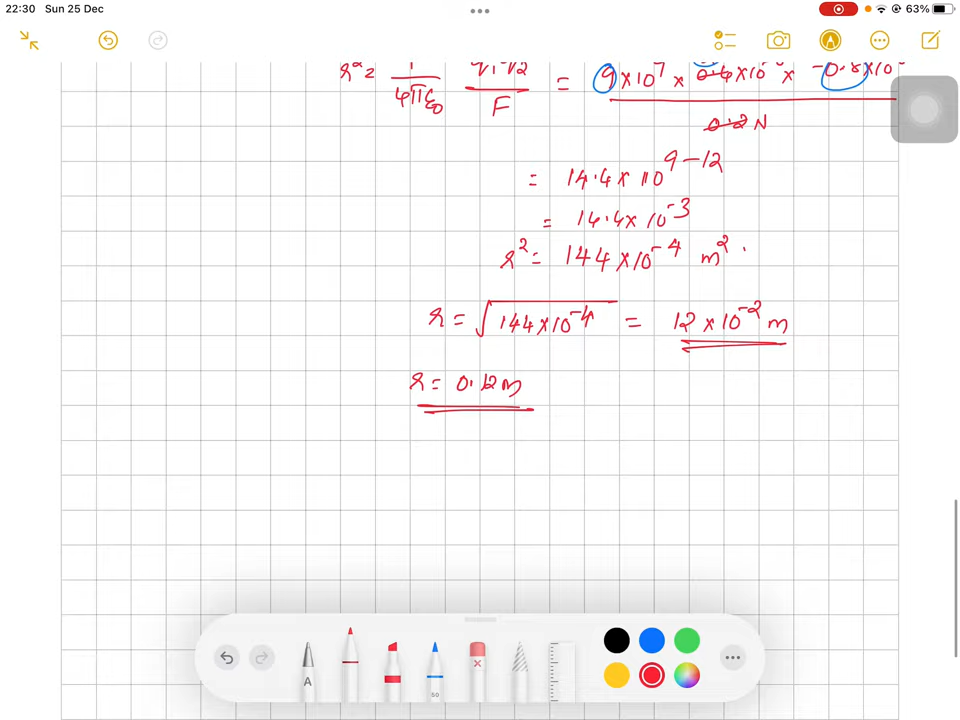 22:30 Sun 25 Dec
63%
r² = 1/4πε₀ q₁q₂/F = 9×10⁹ × 0.4×10 × -0.8×10
0.2 N
= 14.4 × 10⁹⁻¹²
= 14.4 × 10⁻³
r² = 144 × 10⁻⁴ m²
r = √144×10⁻⁴ = 12 × 10⁻² m
r = 0.12 m
A
50